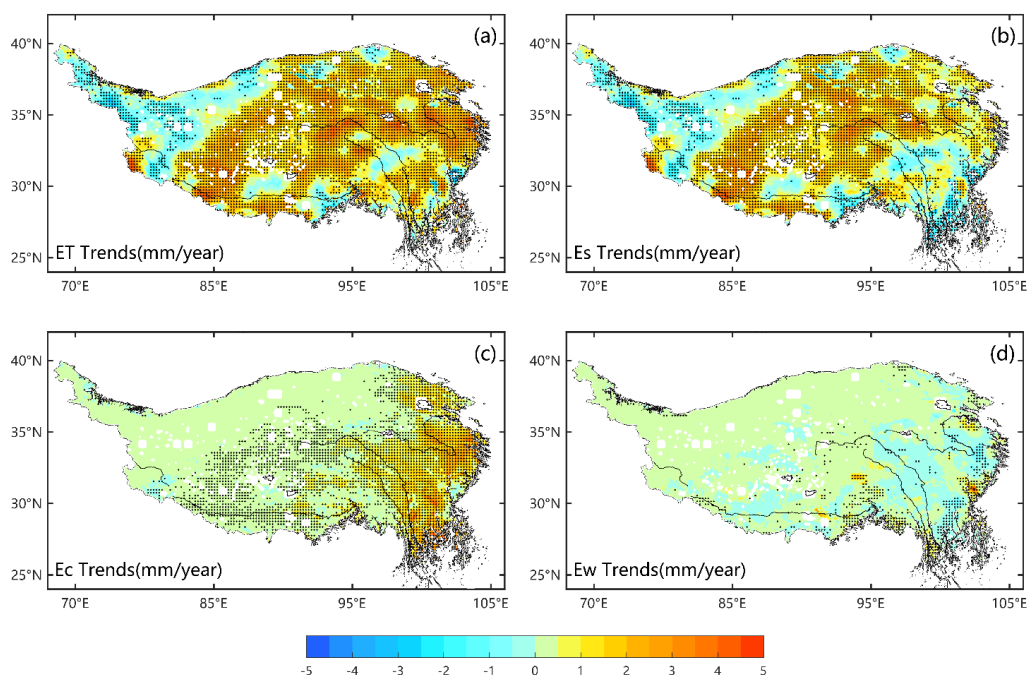 (a)
40°N
35°N
30°N
25°N
ET Trends(mm/year)
70°E 85°E 95°E 105°E
(b)
40°N
35°N
30°N
25°N
Es Trends(mm/year)
70°E 85°E 95°E 105°E
(c)
40°N
35°N
30°N
25°N
Ec Trends(mm/year)
70°E 85°E 95°E 105°E
(d)
40°N
35°N
30°N
25°N
Ew Trends(mm/year)
70°E 85°E 95°E 105°E
-5 -4 -3 -2 -1 0 1 2 3 4 5